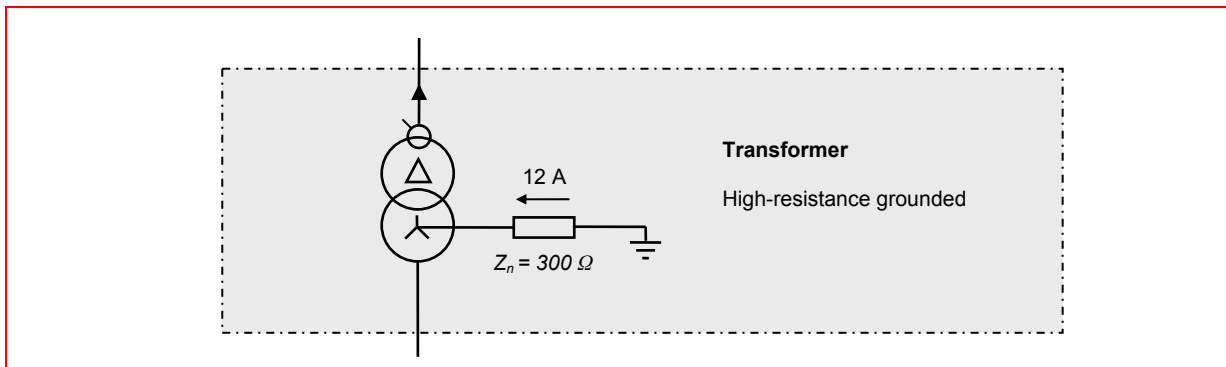 Transformer
12 A
High-resistance grounded
Zn = 300 Ω